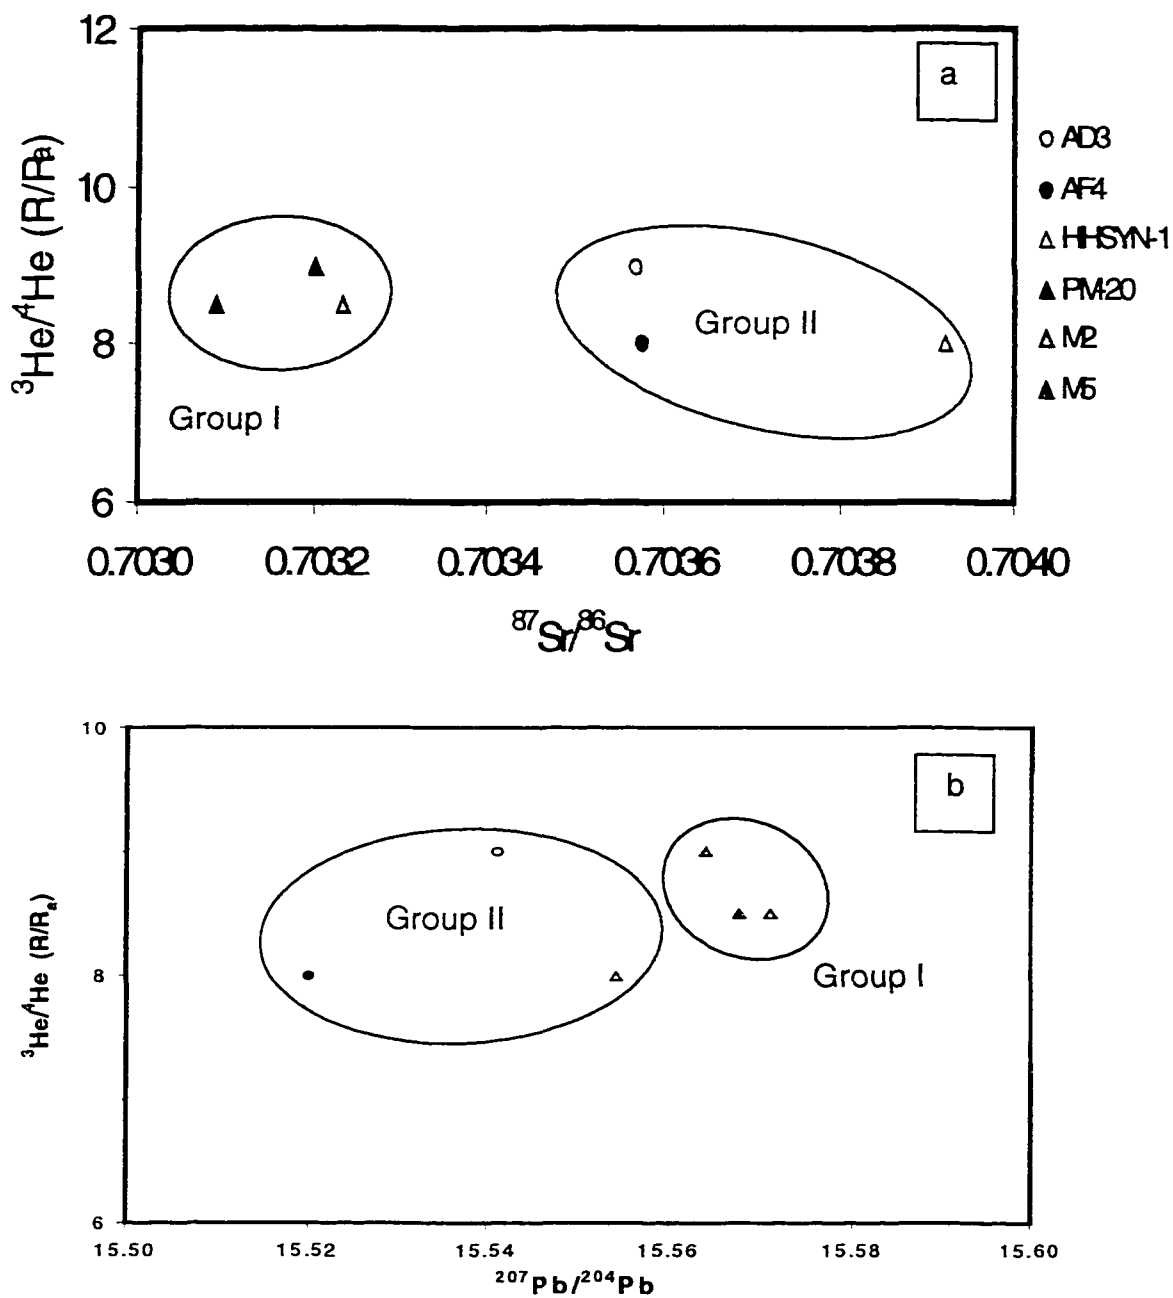 12
a
10
8
6
³He/⁴He (R/Ra)
Group I
Group II
AD3
AF4
HHSYN-1
PM-20
M2
M5
0.7030 0.7032 0.7034 0.7036 0.7038 0.7040
⁸⁷Sr/⁸⁶Sr
10
b
8
6
³He/⁴He (R/Rₐ)
Group II
Group I
15.50 15.52 15.54 15.56 15.58 15.60
²⁰⁷Pb/²⁰⁴Pb